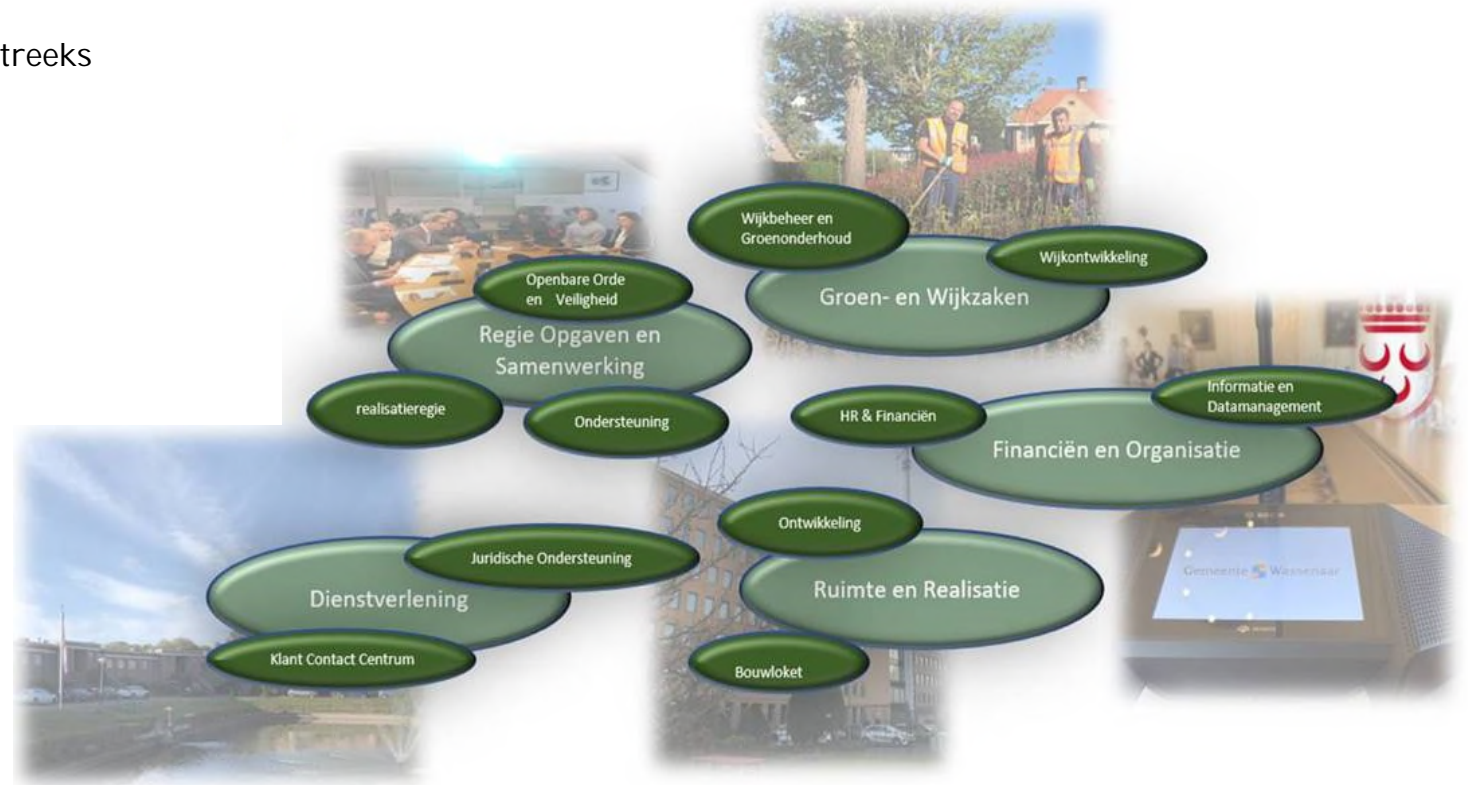 treeks
Wijkbeheer en
Groenonderhoud
Wijkontwikkeling
Groen- en Wijkzaken
Openbare Orde
en Veiligheid
Regie Opgaven en
Samenwerking
realisatieregie
Ondersteuning
Informatie en
Datamanagement
HR & Financiën
Financiën en Organisatie
Ontwikkeling
Ruimte en Realisatie
Bouwloket
Juridische Ondersteuning
Dienstverlening
Klant Contact Centrum
Gemeente Wassenaar